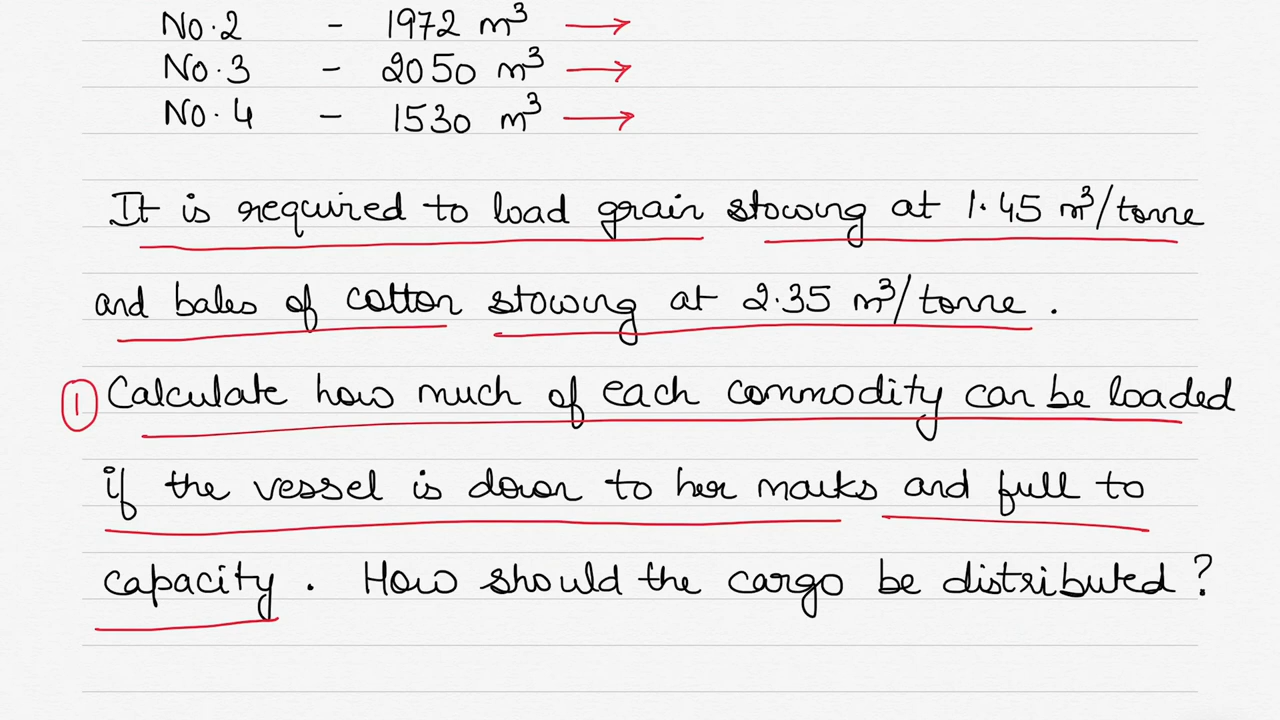 No.2 - 1972 m³ →
No.3 - 2050 m³ →
No.4 - 1530 m³ →
It is required to load grain stowing at 1.45 m³/tonne
and bales of cotton stowing at 2.35 m³/tonne .
① Calculate how much of each commodity can be loaded
if the vessel is down to her marks and full to
capacity . How should the cargo be distributed ?